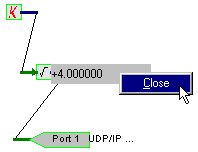 √ +4.000000
Close
Port 1 UDP/IP ...